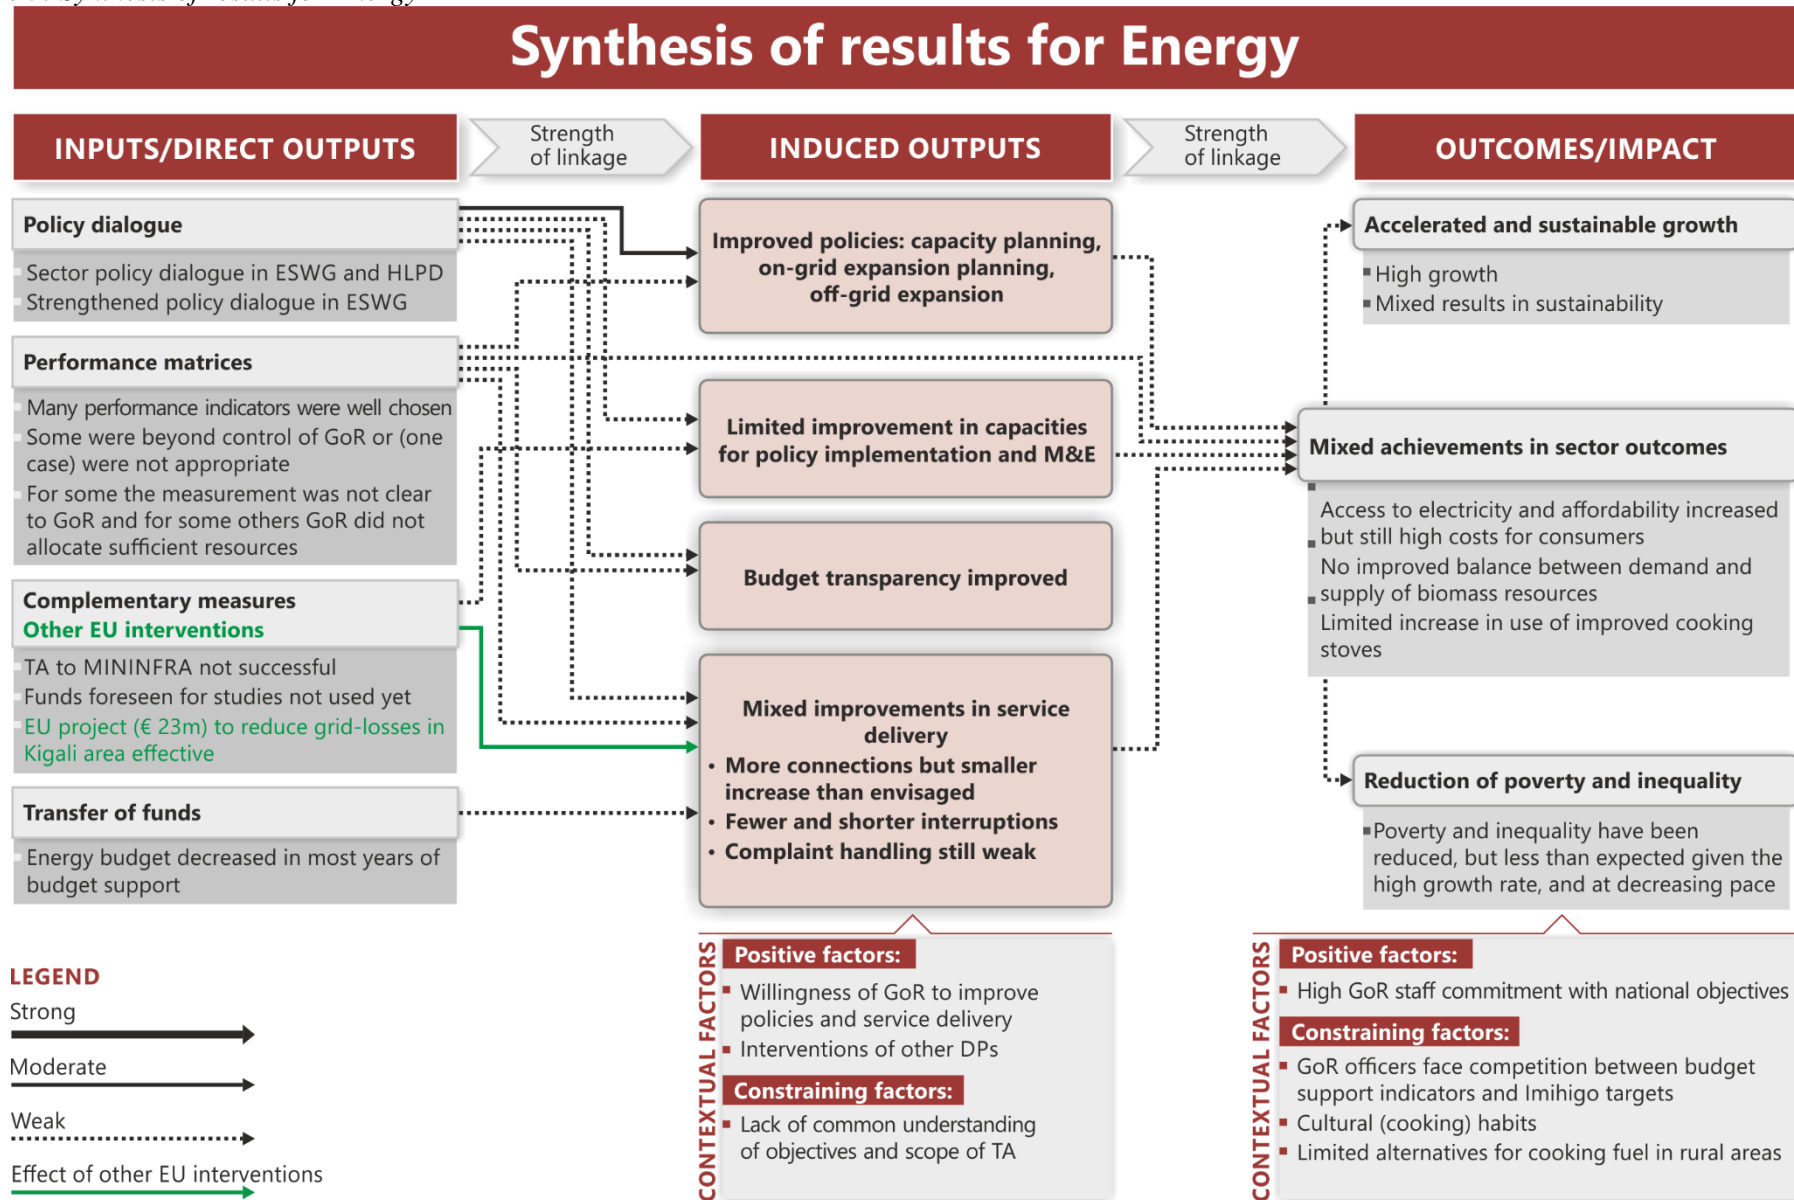 Synthesis of results for Energy
INPUTS/DIRECT OUTPUTS
Strength
of linkage
INDUCED OUTPUTS
Strength
of linkage
OUTCOMES/IMPACT
Policy dialogue
Sector policy dialogue in ESWG and HLPD
Strengthened policy dialogue in ESWG
Performance matrices
Many performance indicators were well chosen
Some were beyond control of GoR or (one
case) were not appropriate
For some the measurement was not clear
to GoR and for some others GoR did not
allocate sufficient resources
Complementary measures
Other EU interventions
TA to MININFRA not successful
Funds foreseen for studies not used yet
EU project (€ 23m) to reduce grid-losses in
Kigali area effective
Transfer of funds
Energy budget decreased in most years of
budget support
Improved policies: capacity planning,
on-grid expansion planning,
off-grid expansion
Limited improvement in capacities
for policy implementation and M&E
Budget transparency improved
Mixed improvements in service
delivery
• More connections but smaller
increase than envisaged
• Fewer and shorter interruptions
• Complaint handling still weak
Accelerated and sustainable growth
High growth
Mixed results in sustainability
Mixed achievements in sector outcomes
Access to electricity and affordability increased
but still high costs for consumers
No improved balance between demand and
supply of biomass resources
Limited increase in use of improved cooking
stoves
Reduction of poverty and inequality
Poverty and inequality have been
reduced, but less than expected given the
high growth rate, and at decreasing pace
LEGEND
Strong
Moderate
Weak
Effect of other EU interventions
CONTEXTUAL FACTORS
Positive factors:
Willingness of GoR to improve
policies and service delivery
Interventions of other DPs
Constraining factors:
Lack of common understanding
of objectives and scope of TA
CONTEXTUAL FACTORS
Positive factors:
High GoR staff commitment with national objectives
Constraining factors:
GoR officers face competition between budget
support indicators and Imihigo targets
Cultural (cooking) habits
Limited alternatives for cooking fuel in rural areas